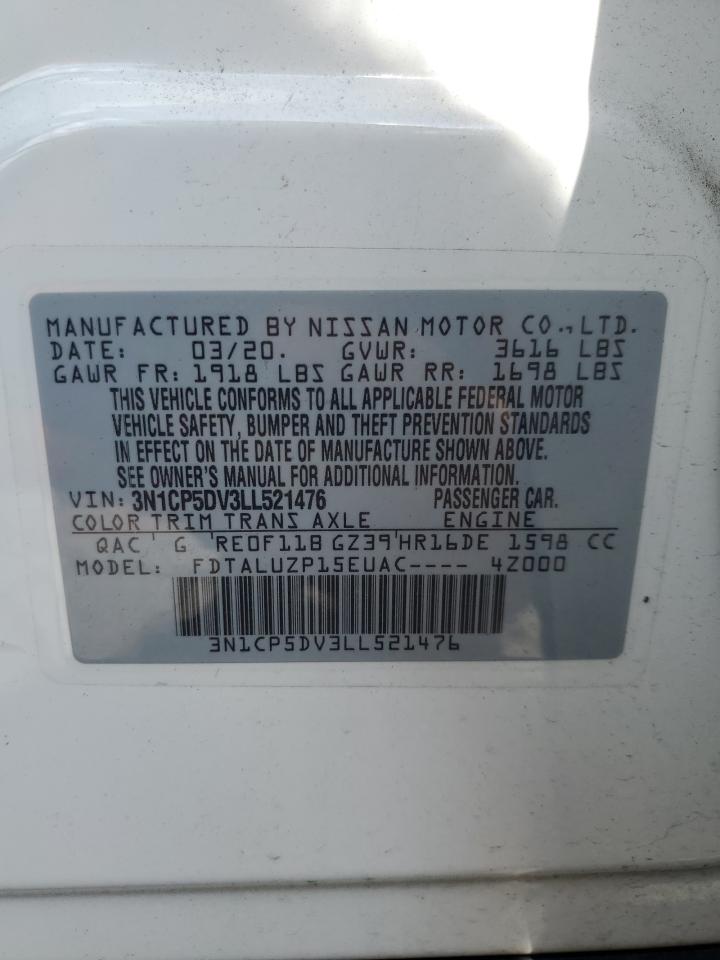 MANUFACTURED BY NISSAN MOTOR CO., LTD.
DATE: 03/20. GVWR: 3616 LBS
GAWR FR: 1918 LBS GAWR RR: 1698 LBS
THIS VEHICLE CONFORMS TO ALL APPLICABLE FEDERAL MOTOR
VEHICLE SAFETY, BUMPER AND THEFT PREVENTION STANDARDS
IN EFFECT ON THE DATE OF MANUFACTURE SHOWN ABOVE.
SEE OWNER'S MANUAL FOR ADDITIONAL INFORMATION.
VIN: 3N1CP5DV3LL521476 PASSENGER CAR.
COLOR TRIM TRANS AXLE ENGINE
QAC ' G 'RE0F11B GZ39'HR16DE 1598 CC
MODEL: FDTALUZP15EUAC---- 4Z000
3N1CP5DV3LL521476